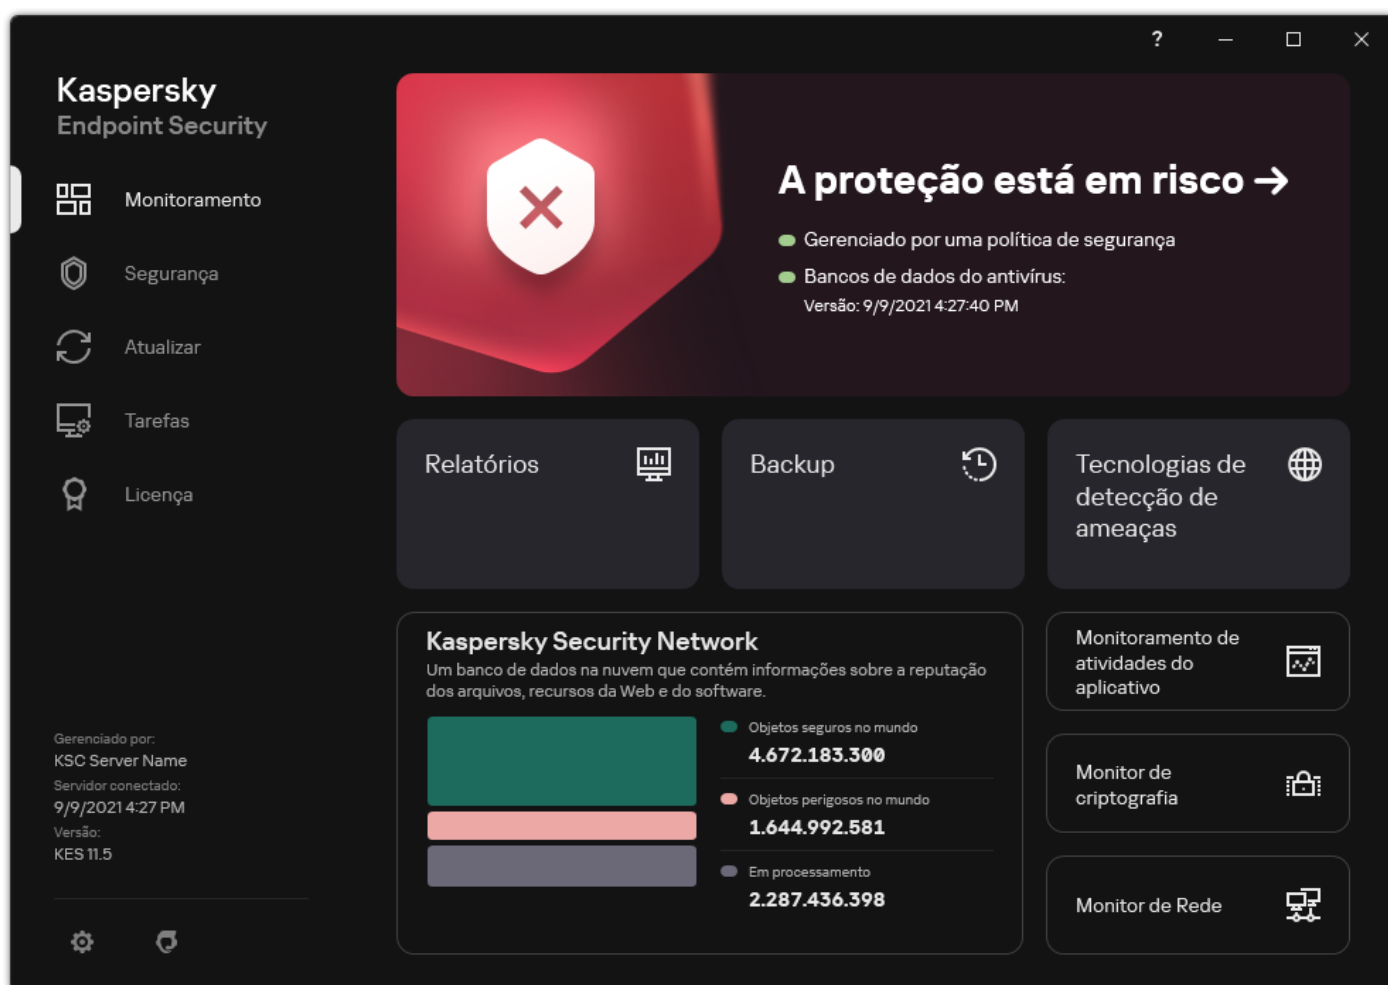 ?
Kaspersky
Endpoint Security
Monitoramento
Segurança
Atualizar
Tarefas
Licença
Gerenciado por:
KSC Server Name
Servidor conectado:
9/9/2021 4:27 PM
Versão:
KES 11.5
A proteção está em risco →
Gerenciado por uma política de segurança
Bancos de dados do antivírus:
Versão: 9/9/2021 4:27:40 PM
Relatórios
Backup
Tecnologias de
detecção de
ameaças
Kaspersky Security Network
Um banco de dados na nuvem que contém informações sobre a reputação
dos arquivos, recursos da Web e do software.
Objetos seguros no mundo
4.672.183.300
Objetos perigosos no mundo
1.644.992.581
Em processamento
2.287.436.398
Monitoramento de
atividades do
aplicativo
Monitor de
criptografia
Monitor de Rede